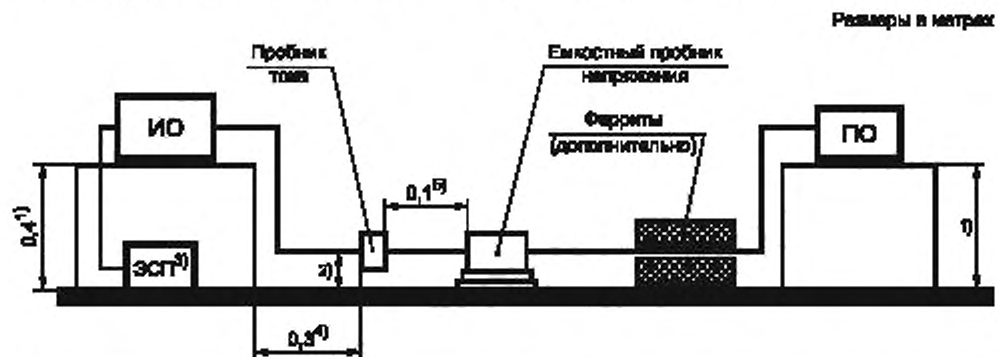 Размеры в метрах
Пробник
тока
Емкостный пробник
напряжения
Ферриты
(дополнительно)
ИО
ПО
0,1⁵⁾
0,4¹⁾
ЭСП³⁾
2)
1)
0,3⁴⁾